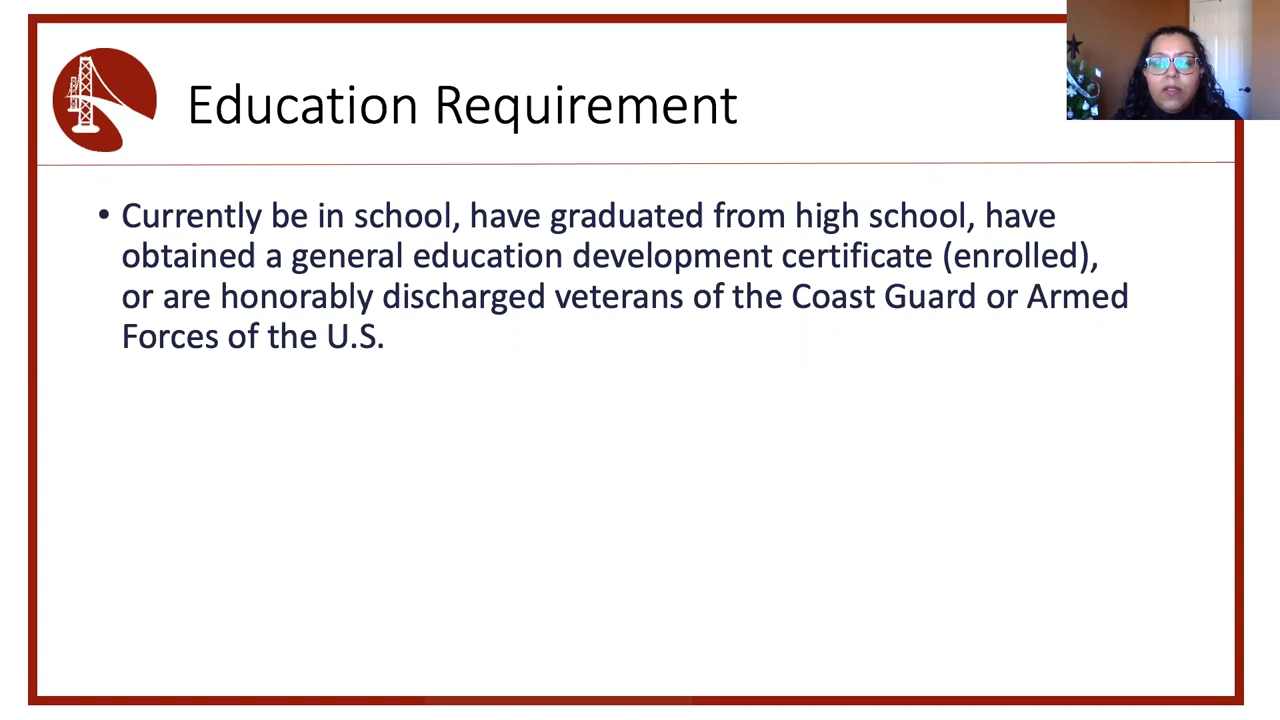 Education Requirement
• Currently be in school, have graduated from high school, have
obtained a general education development certificate (enrolled),
or are honorably discharged veterans of the Coast Guard or Armed
Forces of the U.S.